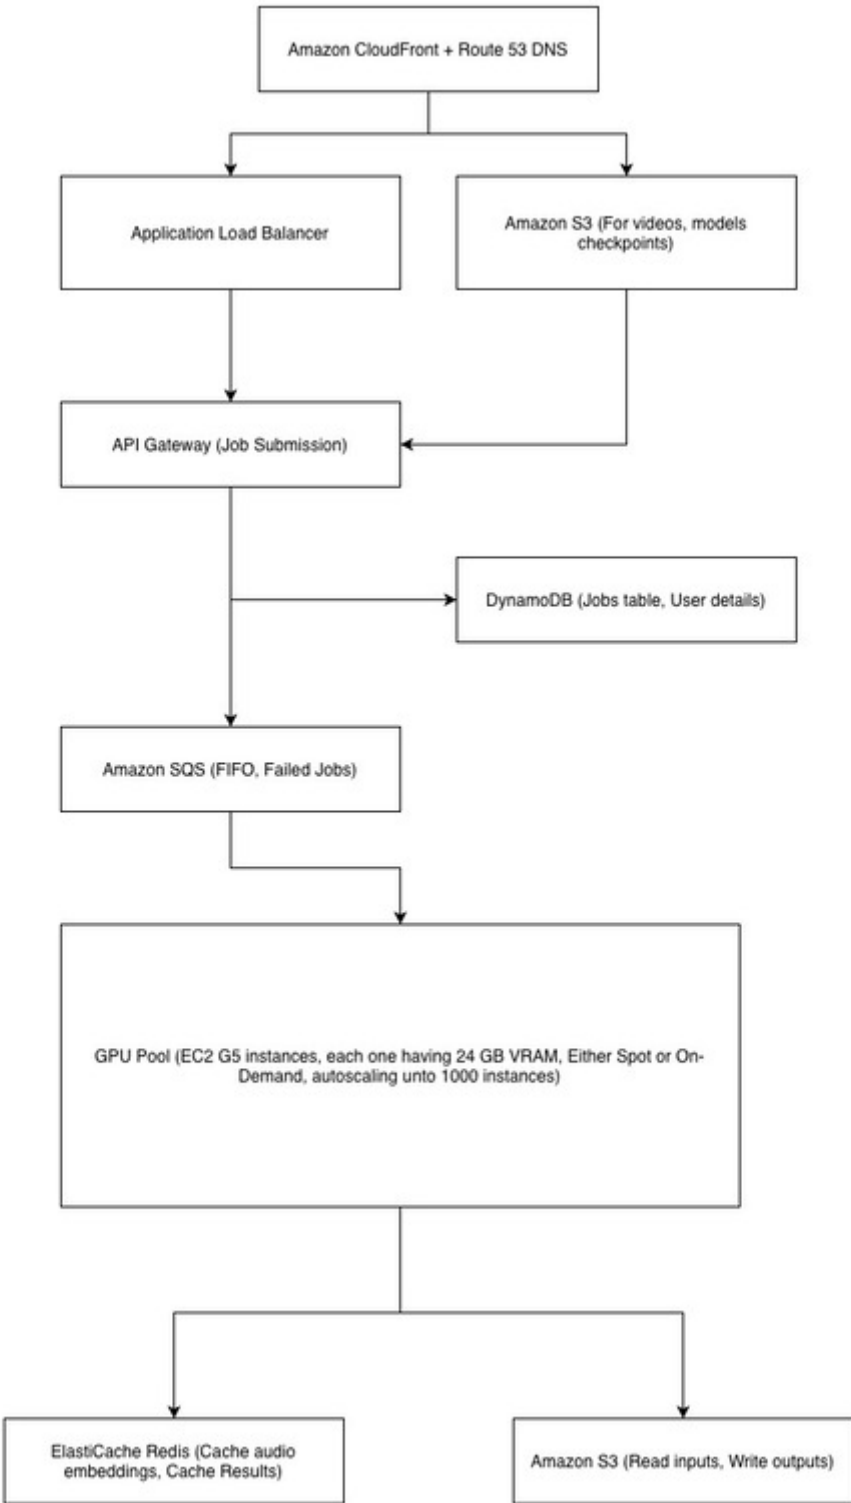 Amazon CloudFront + Route 53 DNS
Application Load Balancer
Amazon S3 (For videos, models
checkpoints)
API Gateway (Job Submission)
DynamoDB (Jobs table, User details)
Amazon SQS (FIFO, Failed Jobs)
GPU Pool (EC2 G5 instances, each one having 24 GB VRAM, Either Spot or On-
Demand, autoscaling unto 1000 instances)
ElastiCache Redis (Cache audio
embeddings, Cache Results)
Amazon S3 (Read inputs, Write outputs)